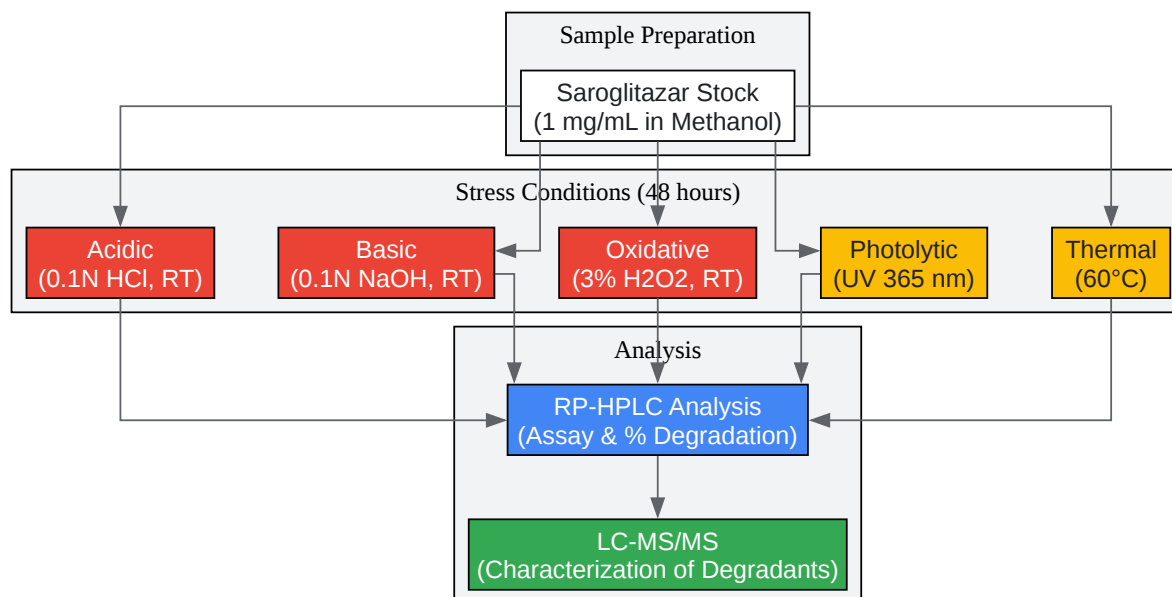 Sample Preparation
Saroglitazar Stock
(1 mg/mL in Methanol)
Stress Conditions (48 hours)
Acidic
(0.1N HCl, RT)
Basic
(0.1N NaOH, RT)
Oxidative
(3% H2O2, RT)
Photolytic
(UV 365 nm)
Thermal
(60°C)
Analysis
RP-HPLC Analysis
(Assay & % Degradation)
LC-MS/MS
(Characterization of Degradants)